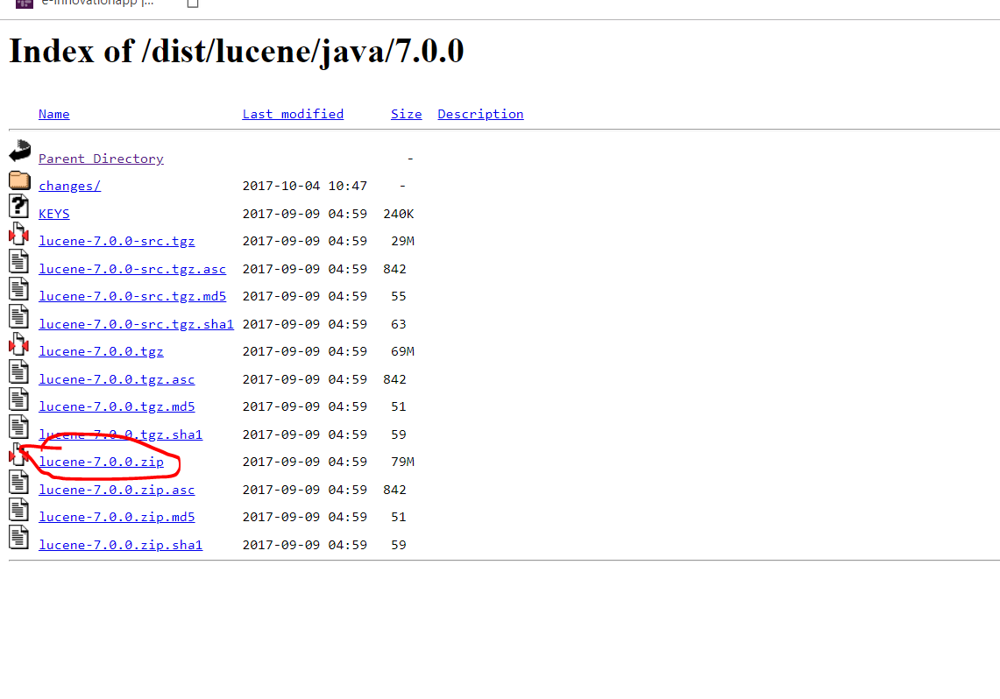 e-innovationapp |...
Index of /dist/lucene/java/7.0.0
Name Last modified Size Description
Parent Directory -
changes/ 2017-10-04 10:47 -
KEYS 2017-09-09 04:59 240K
lucene-7.0.0-src.tgz 2017-09-09 04:59 29M
lucene-7.0.0-src.tgz.asc 2017-09-09 04:59 842
lucene-7.0.0-src.tgz.md5 2017-09-09 04:59 55
lucene-7.0.0-src.tgz.sha1 2017-09-09 04:59 63
lucene-7.0.0.tgz 2017-09-09 04:59 69M
lucene-7.0.0.tgz.asc 2017-09-09 04:59 842
lucene-7.0.0.tgz.md5 2017-09-09 04:59 51
lucene-7.0.0.tgz.sha1 2017-09-09 04:59 59
lucene-7.0.0.zip 2017-09-09 04:59 79M
lucene-7.0.0.zip.asc 2017-09-09 04:59 842
lucene-7.0.0.zip.md5 2017-09-09 04:59 51
lucene-7.0.0.zip.sha1 2017-09-09 04:59 59